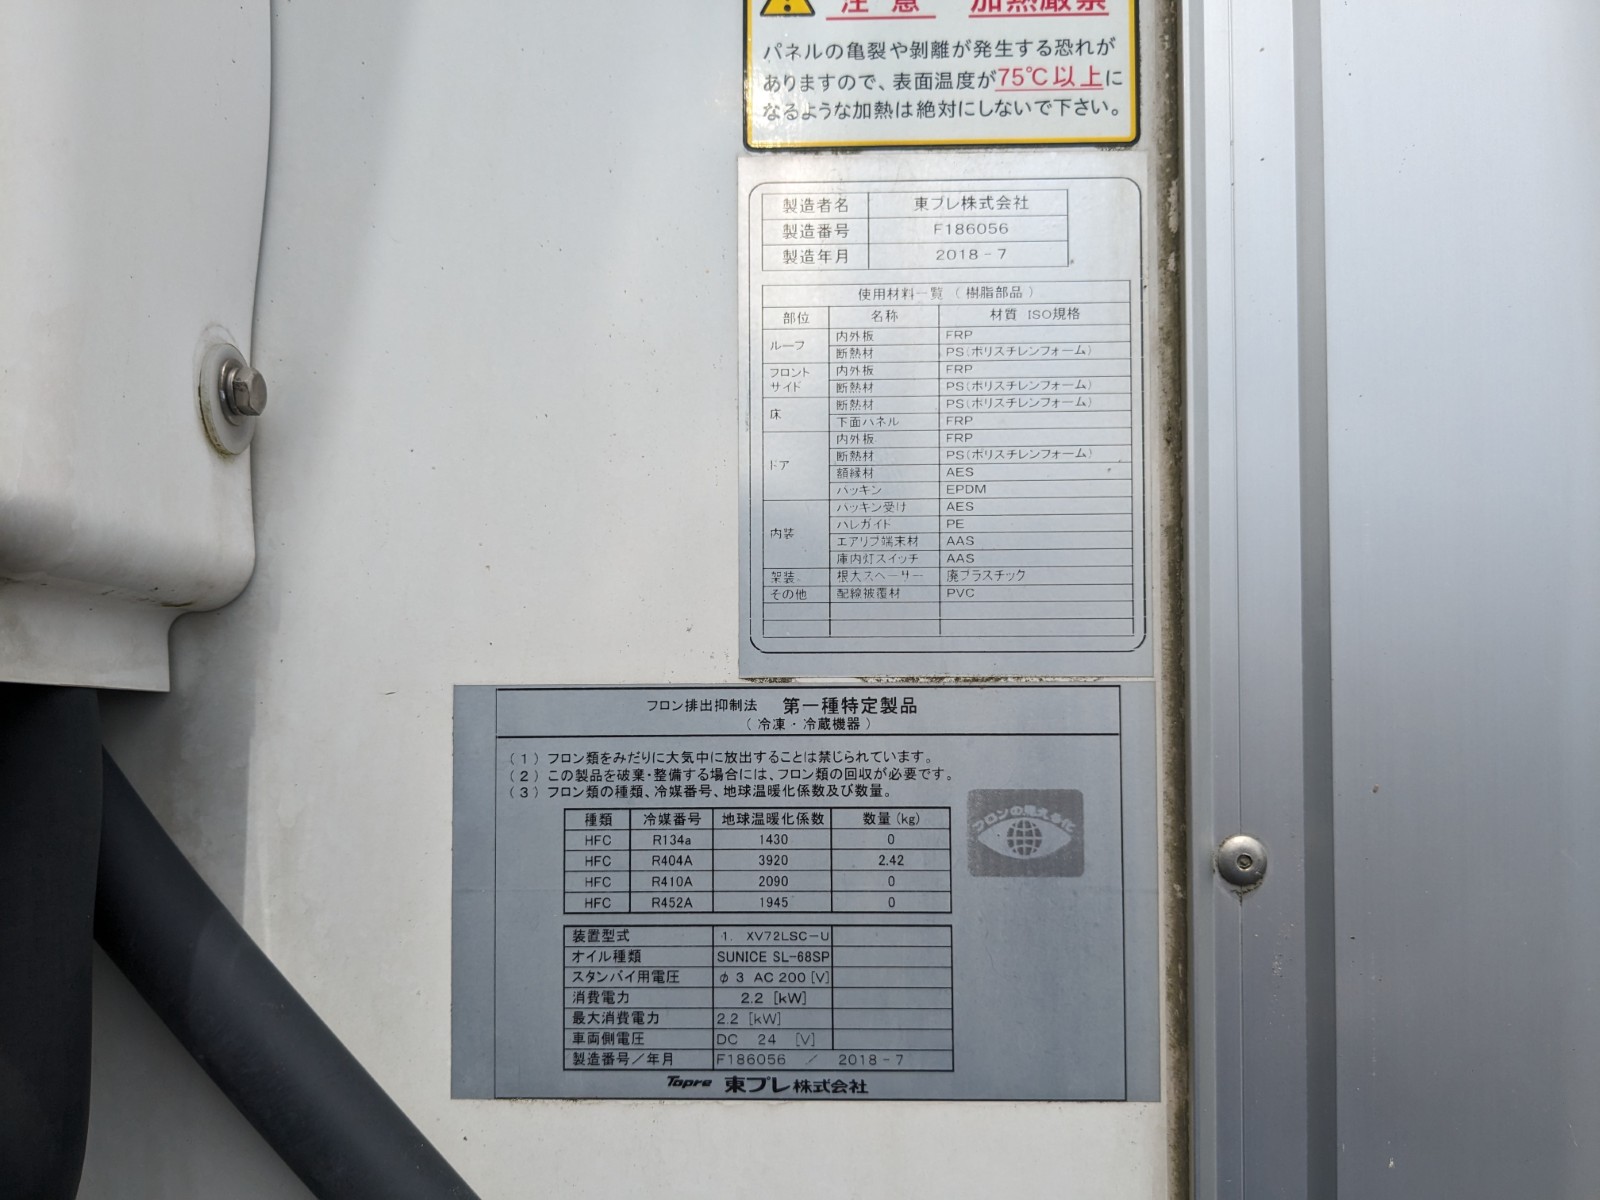 注意 加熱厳禁
パネルの亀裂や剝離が発生する恐れが
ありますので、表面温度が75℃以上に
なるような加熱は絶対にしないで下さい。
製造者名 東プレ株式会社
製造番号 F186056
製造年月 2018-7
使用材料一覧 (樹脂部品)
部位 名称 材質 ISO規格
ルーフ 内外板 FRP
断熱材 PS(ポリスチレンフォーム)
フロント
サイド
内外板 FRP
断熱材 PS(ポリスチレンフォーム)
床 断熱材 PS(ポリスチレンフォーム)
下面パネル FRP
ドア 内外板 FRP
断熱材 PS(ポリスチレンフォーム)
額縁材 AES
パッキン EPDM
内装 パッキン受け AES
ハレガイド PE
エアリブ端末材 AAS
庫内灯スイッチ AAS
架装、 根太スペーサー 廃プラスチック
その他 配線被覆材 PVC
フロン排出抑制法 第一種特定製品
(冷凍・冷蔵機器)
(1)フロン類をみだりに大気中に放出することは禁じられています。
(2)この製品を破棄・整備する場合には、フロン類の回収が必要です。
(3)フロン類の種類、冷媒番号、地球温暖化係数及び数量。
種類 冷媒番号 地球温暖化係数 数量(kg)
HFC R134a 1430 0
HFC R404A 3920 2.42
HFC R410A 2090 0
HFC R452A 1945 0
フロンの見える化
装置型式 1. XV72LSC-U
オイル種類 SUNICE SL-68SP
スタンバイ用電圧 φ3 AC 200 [V]
消費電力 2.2 [kW]
最大消費電力 2.2 [kW]
車両側電圧 DC 24 [V]
製造番号/年月 F186056 / 2018-7
Topre 東プレ株式会社